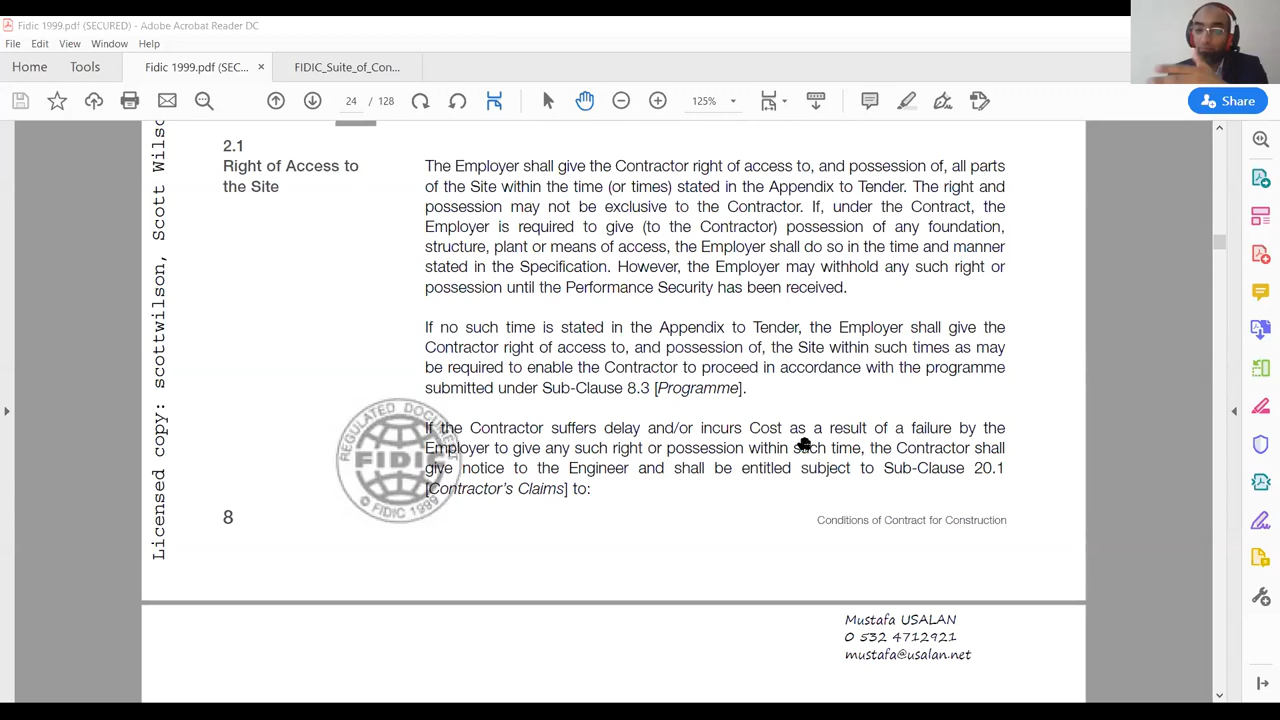 Fidic 1999.pdf (SECURED) - Adobe Acrobat Reader DC
File Edit View Window Help
Home Tools Fidic 1999.pdf (SEC... × FIDIC_Suite_of_Con...
24 / 128 125% Share
2.1
Right of Access to
the Site
The Employer shall give the Contractor right of access to, and possession of, all parts
of the Site within the time (or times) stated in the Appendix to Tender. The right and
possession may not be exclusive to the Contractor. If, under the Contract, the
Employer is required to give (to the Contractor) possession of any foundation,
structure, plant or means of access, the Employer shall do so in the time and manner
stated in the Specification. However, the Employer may withhold any such right or
possession until the Performance Security has been received.
If no such time is stated in the Appendix to Tender, the Employer shall give the
Contractor right of access to, and possession of, the Site within such times as may
be required to enable the Contractor to proceed in accordance with the programme
submitted under Sub-Clause 8.3 [Programme].
If the Contractor suffers delay and/or incurs Cost as a result of a failure by the
Employer to give any such right or possession within such time, the Contractor shall
give notice to the Engineer and shall be entitled subject to Sub-Clause 20.1
[Contractor's Claims] to:
8
Conditions of Contract for Construction
Licensed copy: scottwilson, Scott Wilso
REGULATED DOCUMENT
FIDIC
© FIDIC 1999
Mustafa USALAN
0 532 4712921
mustafa@usalan.net